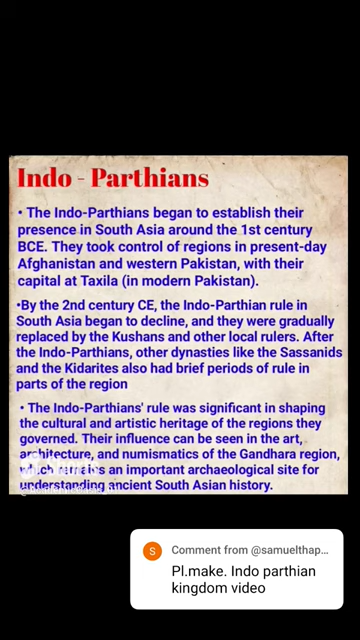 Indo - Parthians
• The Indo-Parthians began to establish their
presence in South Asia around the 1st century
BCE. They took control of regions in present-day
Afghanistan and western Pakistan, with their
capital at Taxila (in modern Pakistan).
•By the 2nd century CE, the Indo-Parthian rule in
South Asia began to decline, and they were gradually
replaced by the Kushans and other local rulers. After
the Indo-Parthians, other dynasties like the Sassanids
and the Kidarites also had brief periods of rule in
parts of the region
• The Indo-Parthians' rule was significant in shaping
the cultural and artistic heritage of the regions they
governed. Their influence can be seen in the art,
architecture, and numismatics of the Gandhara region,
which remains an important archaeological site for
understanding ancient South Asian history.
S
Comment from @samuelthap...
Pl.make. Indo parthian
kingdom video